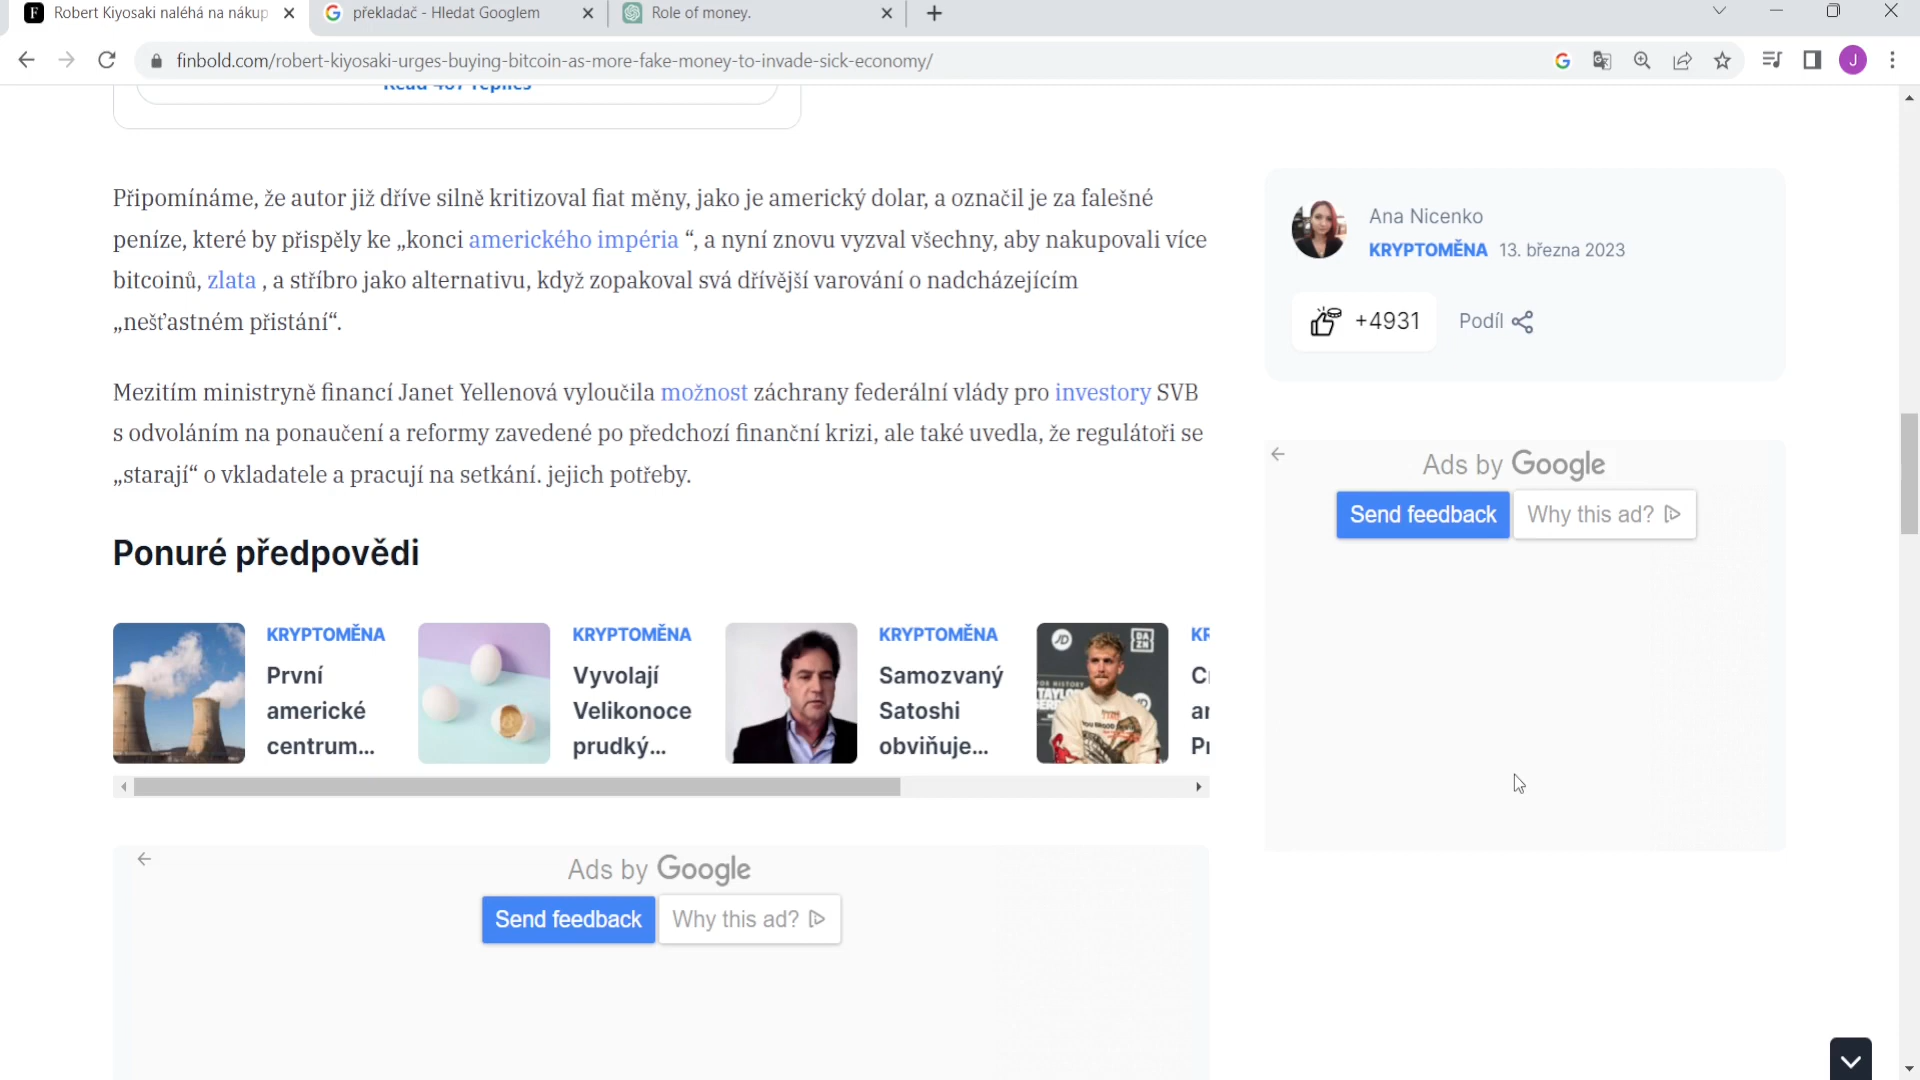 Robert Kiyosaki naléhá na nákup
překladač - Hledat Googlem
Role of money.
finbold.com/robert-kiyosaki-urges-buying-bitcoin-as-more-fake-money-to-invade-sick-economy/
J
Read 467 replies
Připomínáme, že autor již dříve silně kritizoval fiat měny, jako je americký dolar, a označil je za falešné
peníze, které by přispěly ke „konci amerického impéria “, a nyní znovu vyzval všechny, aby nakupovali více
bitcoinů, zlata , a stříbro jako alternativu, když zopakoval svá dřívější varování o nadcházejícím
„nešťastném přistání“.
Mezitím ministryně financí Janet Yellenová vyloučila možnost záchrany federální vlády pro investory SVB
s odvoláním na ponaučení a reformy zavedené po předchozí finanční krizi, ale také uvedla, že regulátoři se
„starají“ o vkladatele a pracují na setkání. jejich potřeby.
Ponuré předpovědi
KRYPTOMĚNA
První
americké
centrum...
KRYPTOMĚNA
Vyvolají
Velikonoce
prudký...
KRYPTOMĚNA
Samozvaný
Satoshi
obviňuje...
JD
DA
ZN
Ads by Google
Send feedback
Why this ad?
Ana Nicenko
KRYPTOMĚNA 13. března 2023
+4931
Podíl
Ads by Google
Send feedback
Why this ad?